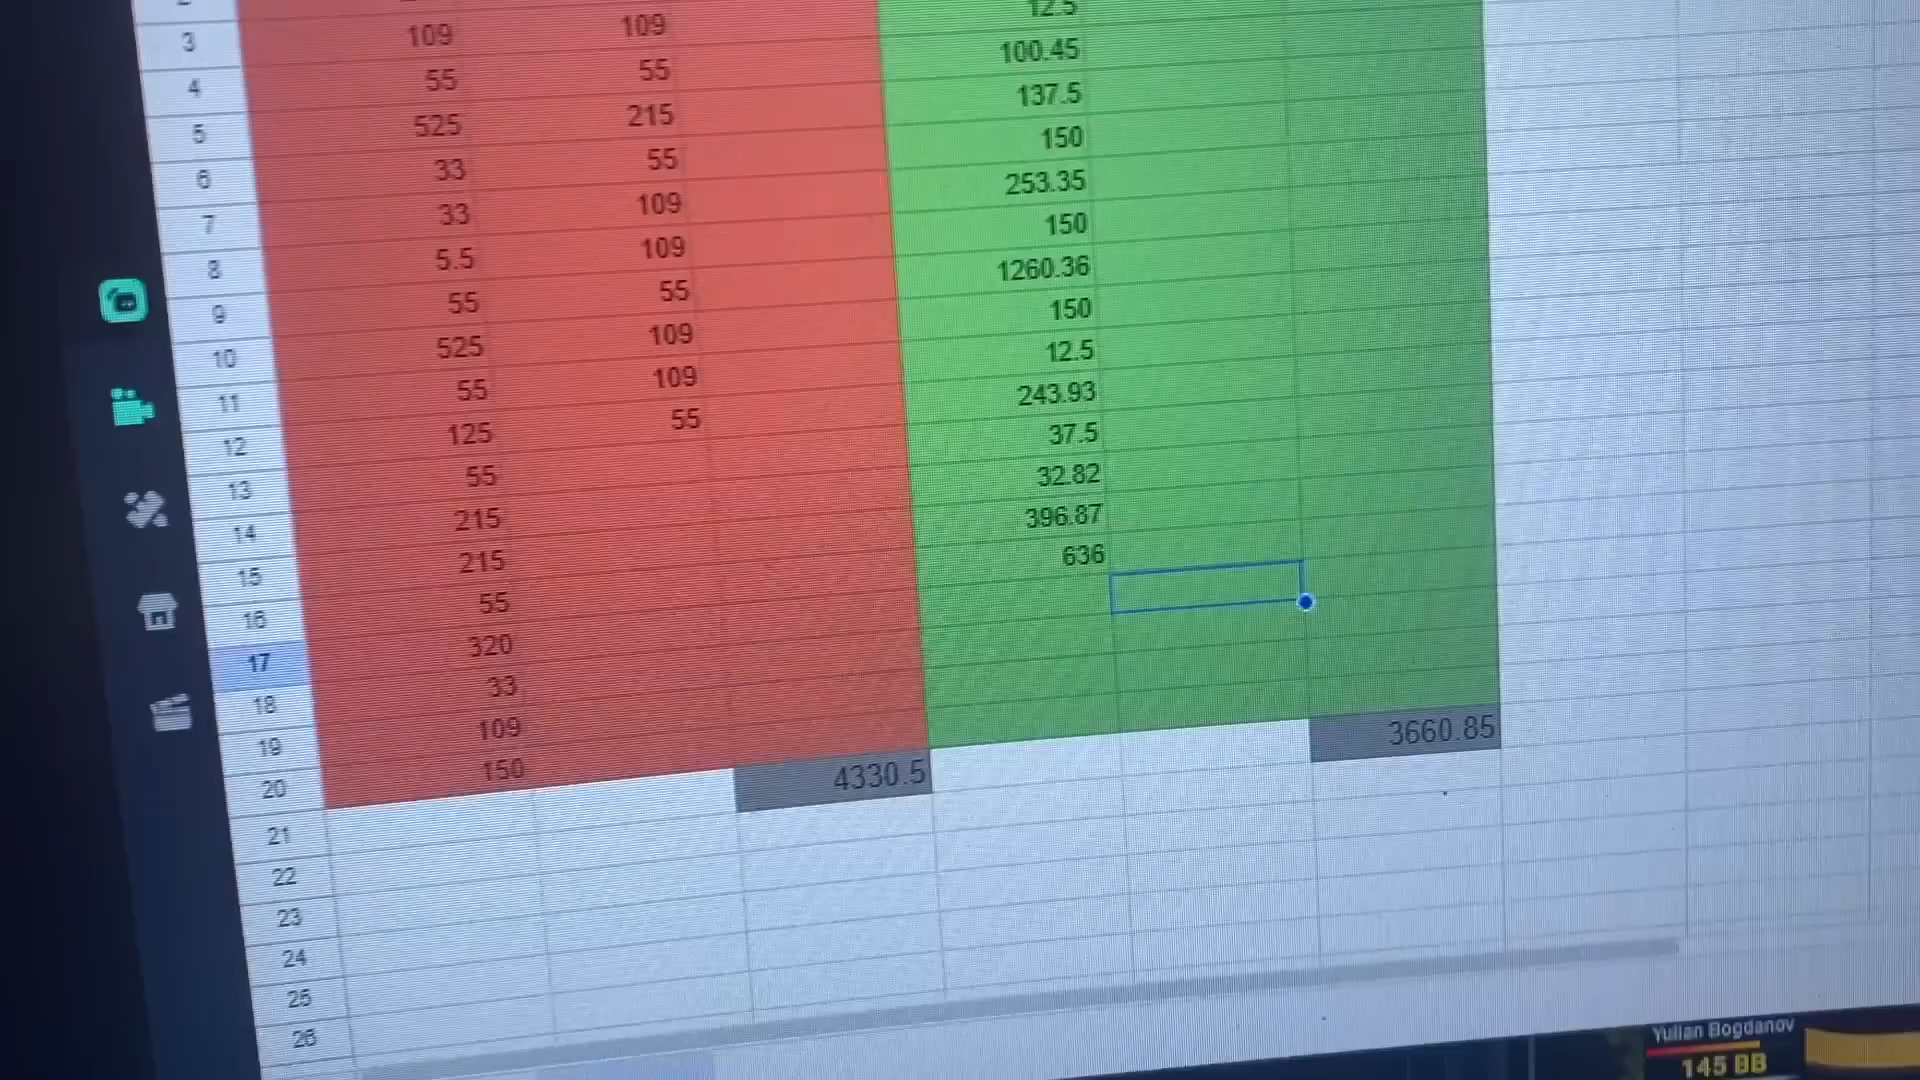 3 109 109 12.5
4 55 55 100.45
5 525 215 137.5
6 33 55 150
7 33 109 253.35
8 5.5 109 150
9 55 55 1260.36
10 525 109 150
11 55 109 12.5
12 125 55 243.93
13 55 37.5
14 215 32.82
15 215 396.87
16 55 636
17 320
18 33
19 109
20 150
21 4330.5 3660.85
22
23
24
25
26
Yulian Bogdanov
145 BB